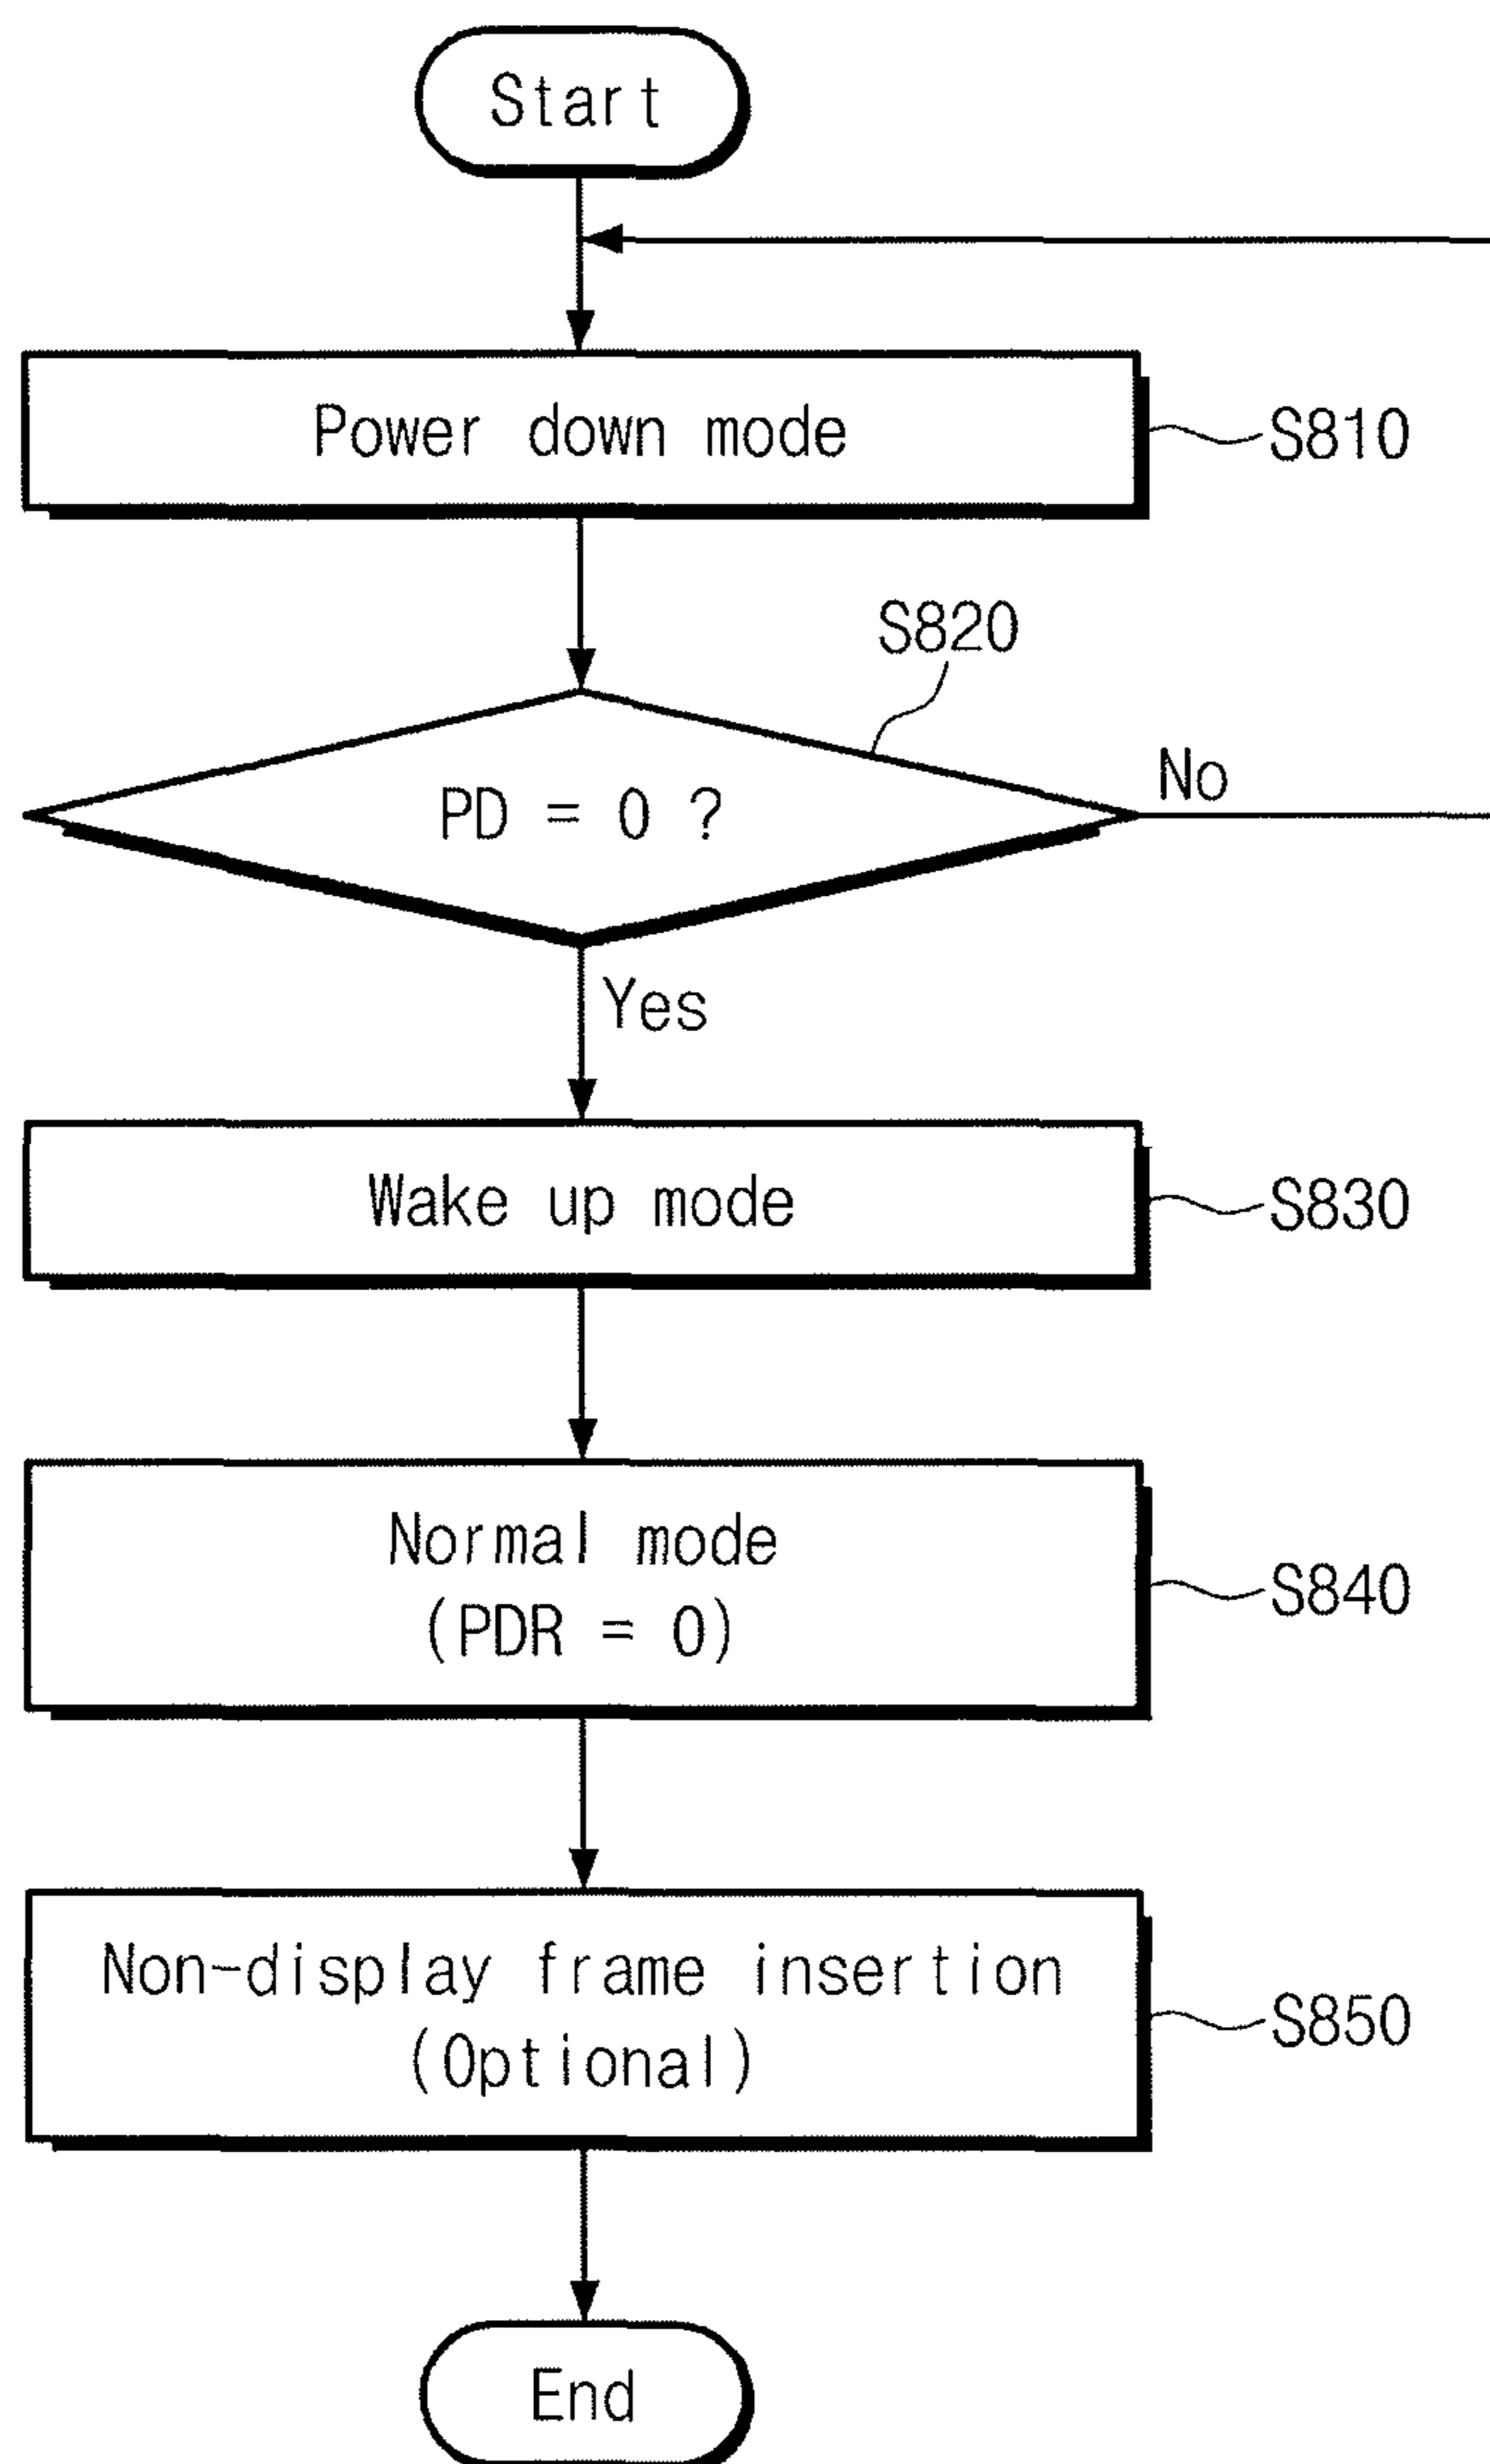 Start
Power down mode
S810
S820
PD = 0 ?
No
Yes
Wake up mode
S830
Normal mode
(PDR = 0)
S840
Non-display frame insertion
(Optional)
S850
End